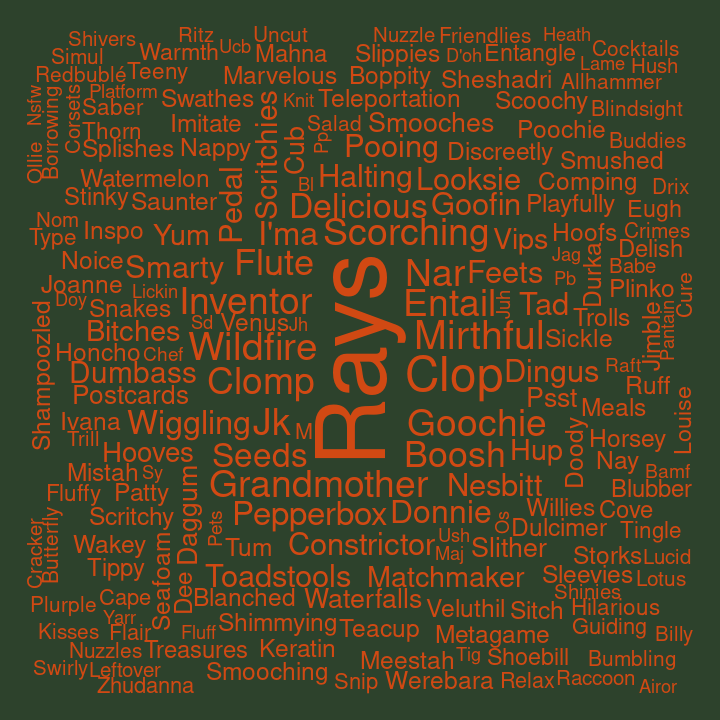 Shivers Ritz Ucb Uncut Nuzzle Friendlies Heath
Simul Warmth Mahna Slippies D'oh Entangle Cocktails
Redbublé Teeny Marvelous Boppity Sheshadri Lame Hush
Nsfw Platform Swathes Knit Teleportation Scoochy Allhammer
Borrowing Corsets Saber Imitate Scritchies Salad Smooches Poochie Blindsight
Ollie Thorn Splishes Nappy Cub Pp Pooing Discreetly Smushed Buddies
Watermelon Pedal Bl Halting Looksie Comping Drix
Stinky Saunter Delicious Goofin Playfully Eugh
Nom Inspo Yum I'ma Scorching Vips Hoofs Crimes
Type Delish
Noice Smarty Flute Nar Feets Jag Durka Babe
Joanne Lickin Pb Plinko Cure
Doy Snakes Inventor Rays Entail Juh Tad Trolls
Shampoozled Bitches Sd Venus Jh Mirthful Sickle Jimble Pantain
Honcho Chef Wildfire
Dumbass Clomp Clop Dingus Raft Ruff
Postcards Psst Meals Louise
Ivana Wiggling Jk M Goochie
Trill Hooves Seeds Boosh Hup Doody Horsey
Mistah Sy Nay Bamf
Fluffy Patty Daggum Grandmother Nesbitt Blubber
Scritchy Pets Pepperbox Donnie Os Willies Cove
Cracker Butterfly Wakey Seafoam Tum Constrictor Ush Maj Slither Dulcimer Tingle
Tippy Dee Toadstools Matchmaker Storks Lucid
Sleevies Lotus
Plurple Cape Blanched Waterfalls Veluthil Sitch Shinies Hilarious
Yarr
Kisses Flair Fluff Shimmying Teacup Metagame Guiding Billy
Nuzzles Treasures Keratin
Swirly Leftover Smooching Meestah Tig Shoebill Bumbling
Zhudanna Snip Werebara Relax Raccoon Airor